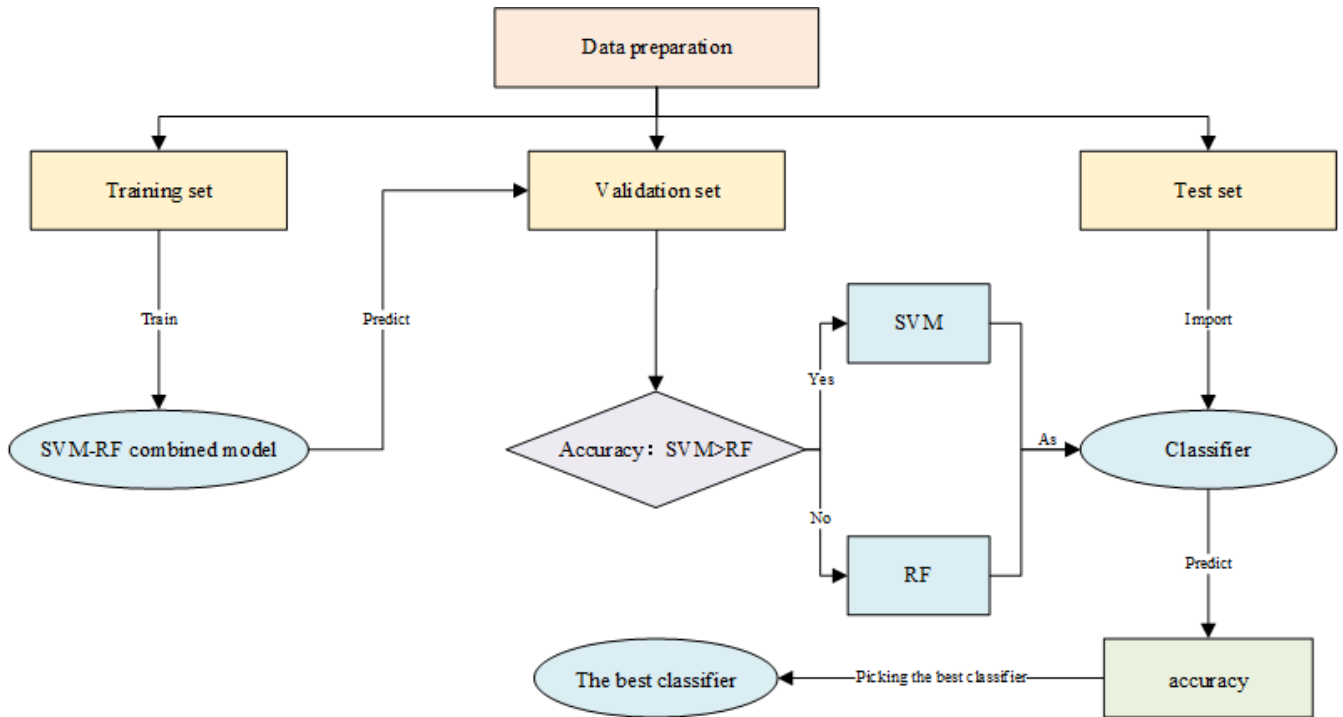 Data preparation
Training set
Validation set
Test set
Train
Predict
SVM
Import
Yes
SVM-RF combined model
Accuracy：SVM>RF
As
Classifier
No
RF
Predict
The best classifier
Picking the best classifier
accuracy